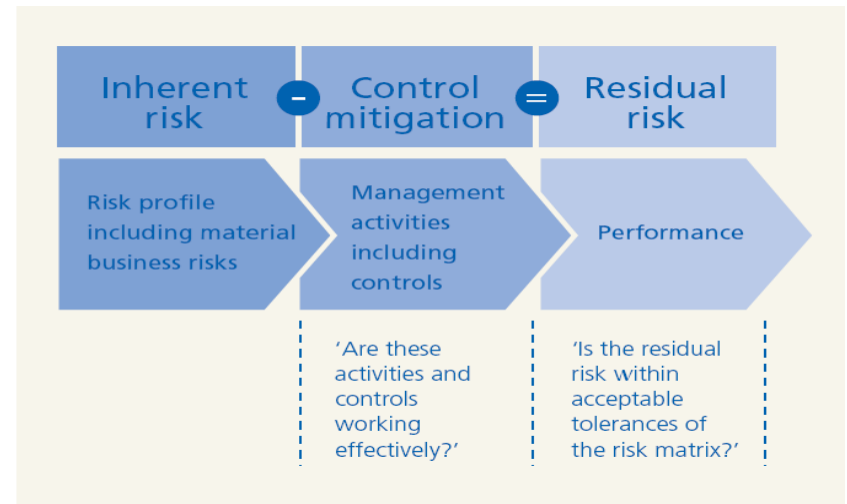 Inherent
risk
-
Control
mitigation
=
Residual
risk
Risk profile
including material
business risks
Management
activities
including
controls
Performance
'Are these
activities and
controls
working
effectively?'
'Is the residual
risk within
acceptable
tolerances of
the risk matrix?'